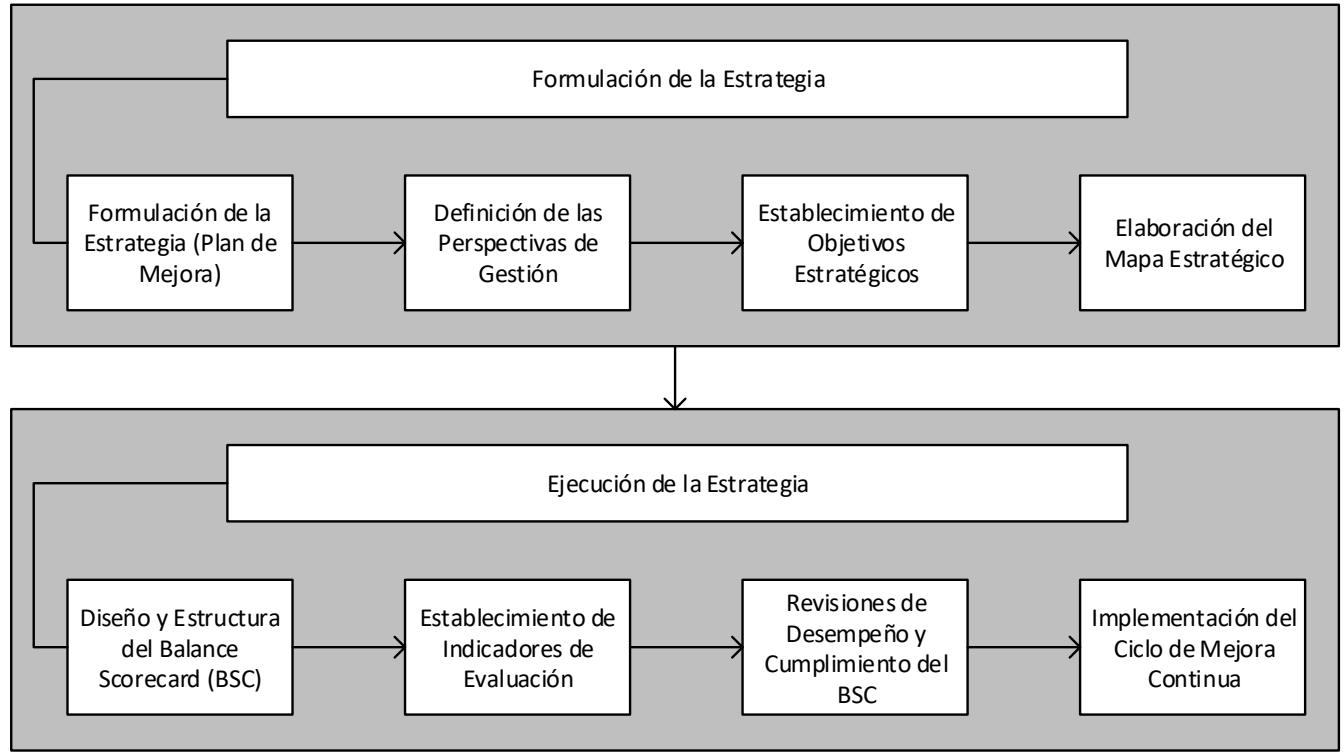 Formulación de la Estrategia
Formulación de la
Estrategia (Plan de
Mejora)
Definición de las
Perspectivas de
Gestión
Establecimiento de
Objetivos
Estratégicos
Elaboración del
Mapa Estratégico
Ejecución de la Estrategia
Diseño y Estructura
del Balance
Scorecard (BSC)
Establecimiento de
Indicadores de
Evaluación
Revisiones de
Desempeño y
Cumplimiento del
BSC
Implementación del
Ciclo de Mejora
Continua